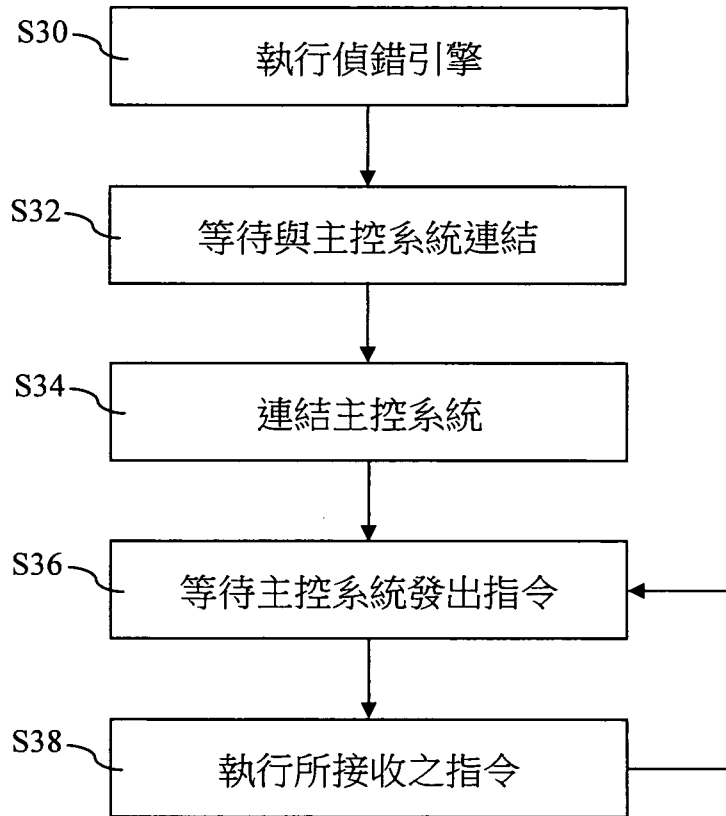 S30
執行偵錯引擎
S32
等待與主控系統連結
S34
連結主控系統
S36
等待主控系統發出指令
S38
執行所接收之指令